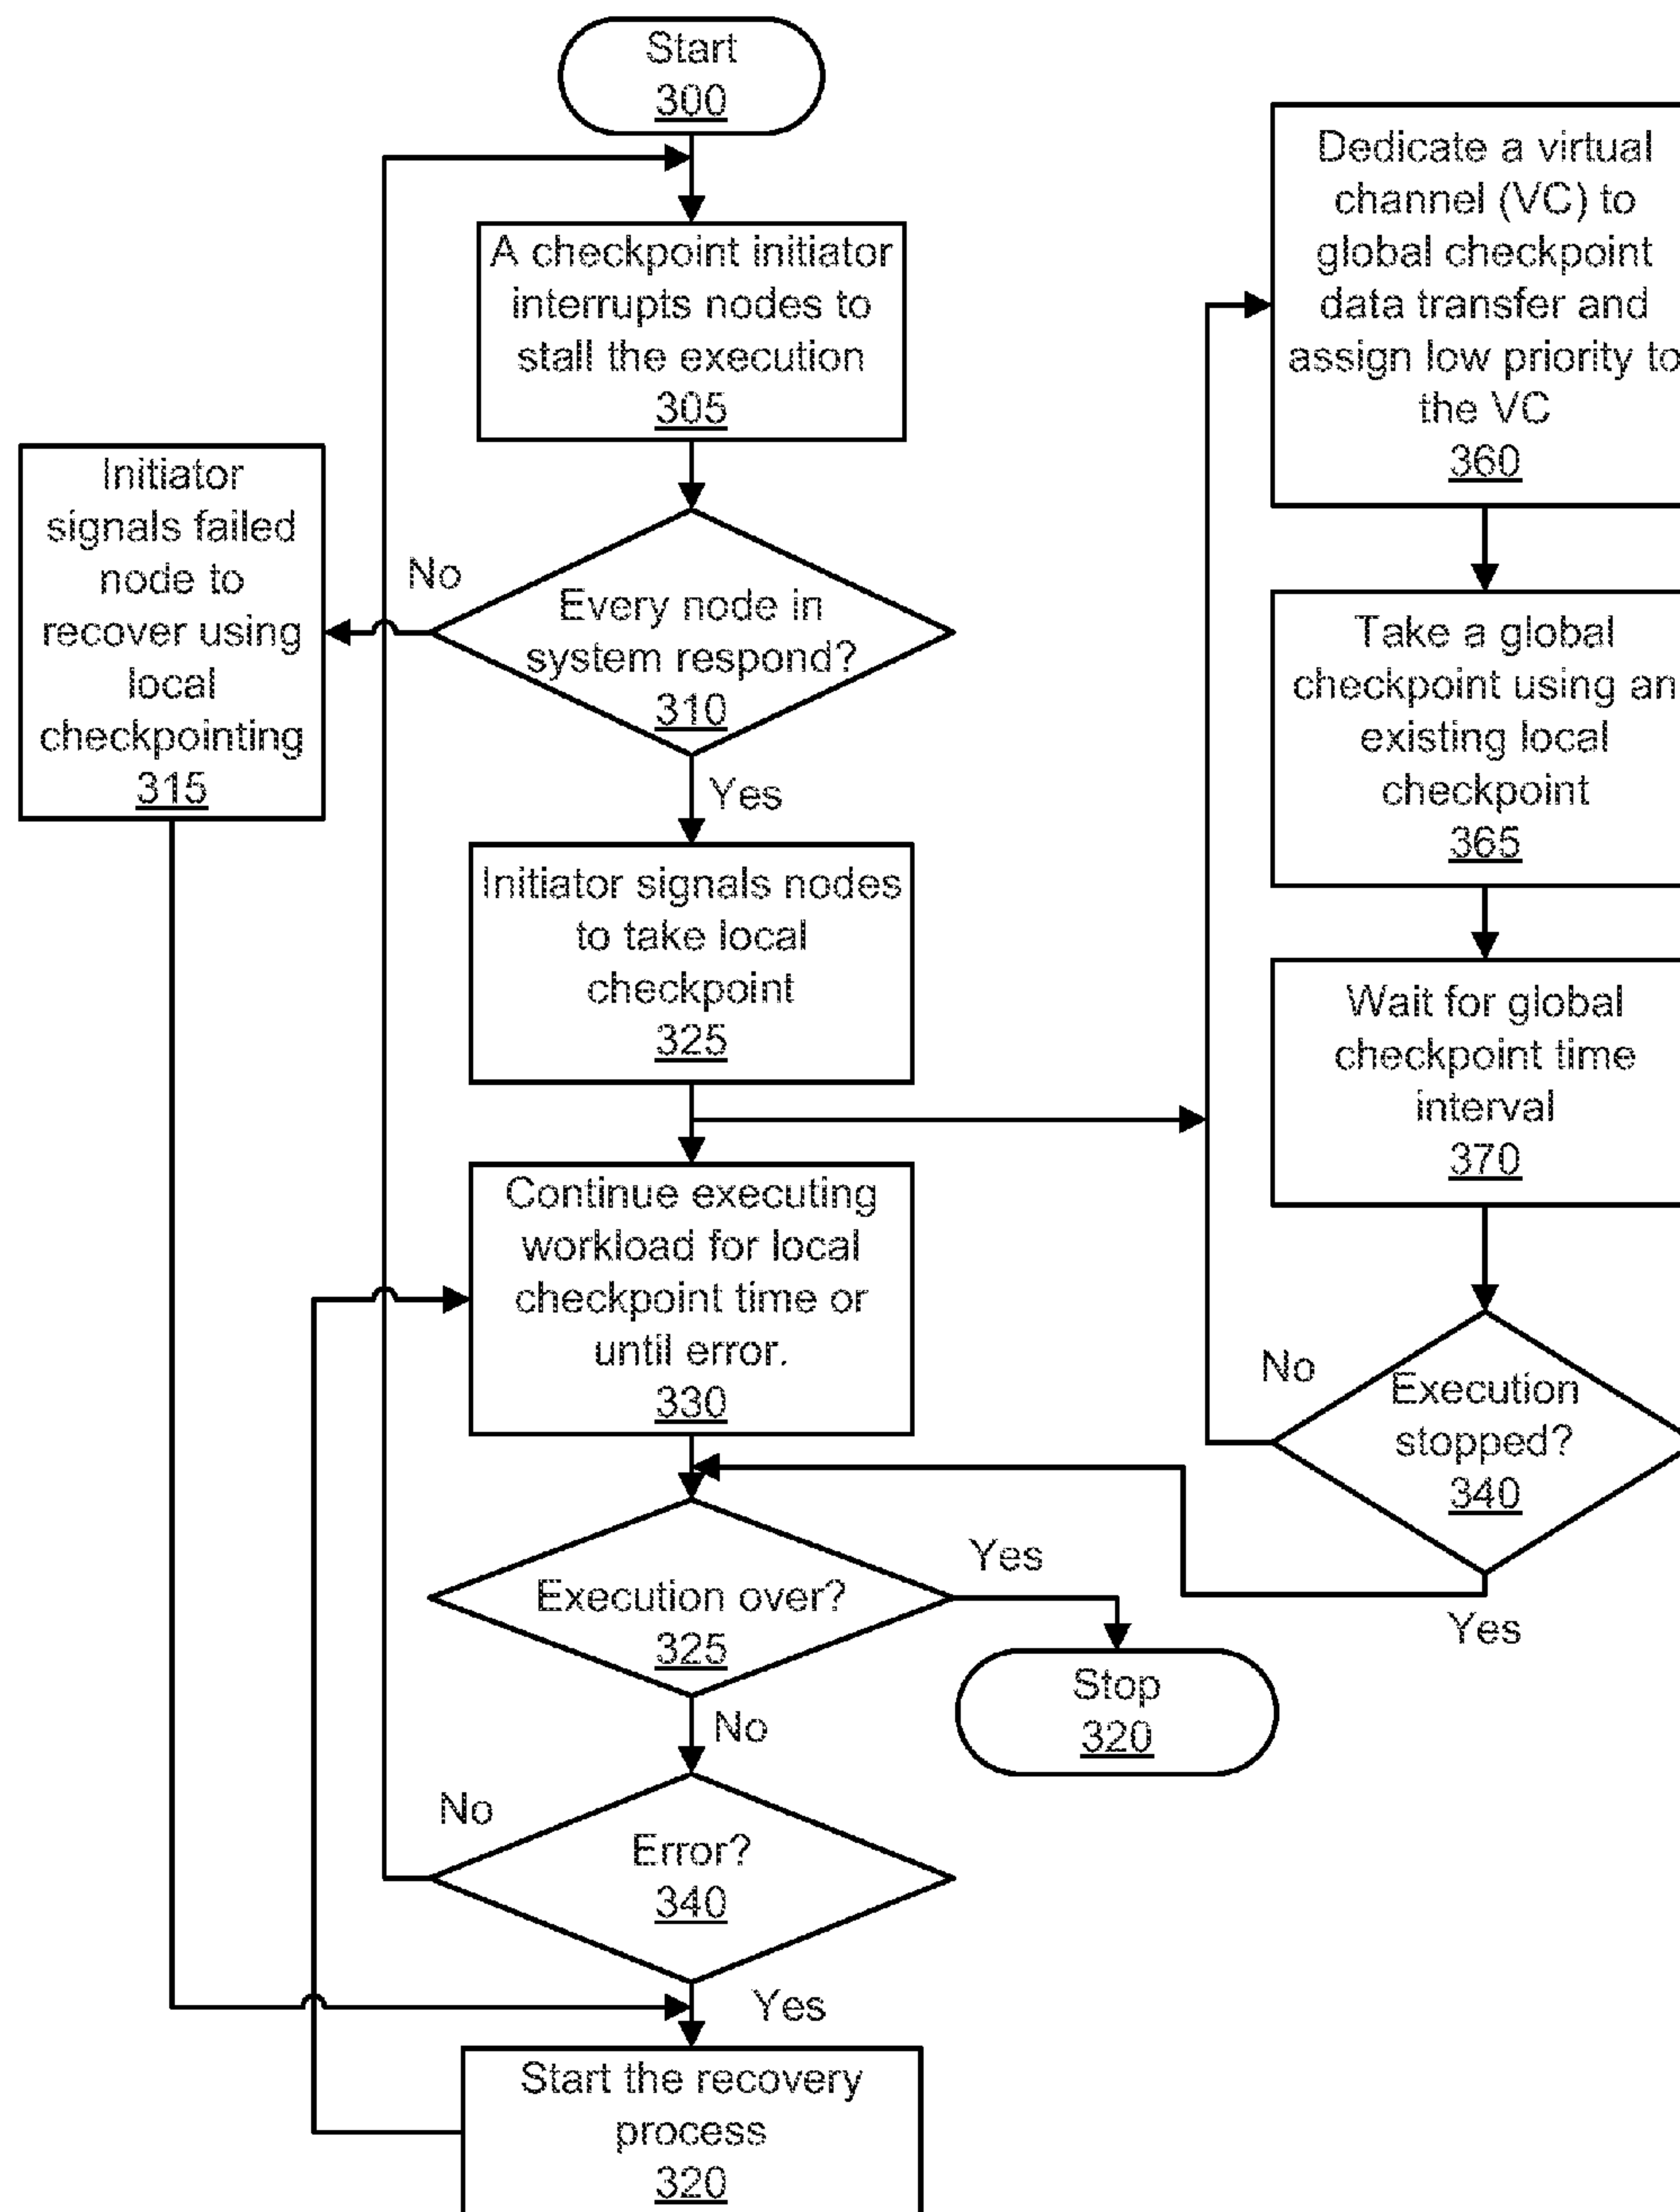 Start
300
A checkpoint initiator
interrupts nodes to
stall the execution
305
Every node in
system respond?
310
No
Yes
Initiator
signals failed
node to
recover using
local
checkpointing
315
Initiator signals nodes
to take local
checkpoint
325
Continue executing
workload for local
checkpoint time or
until error.
330
Execution over?
325
Yes
No
Stop
320
Error?
340
No
Yes
Start the recovery
process
320
Dedicate a virtual
channel (VC) to
global checkpoint
data transfer and
assign low priority to
the VC
360
Take a global
checkpoint using an
existing local
checkpoint
365
Wait for global
checkpoint time
interval
370
Execution
stopped?
340
No
Yes